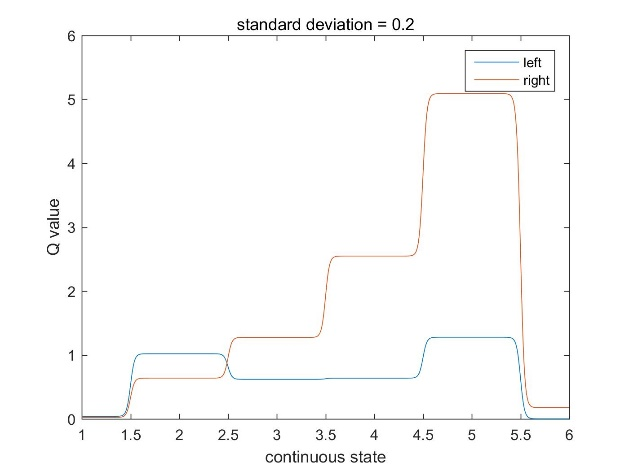 standard deviation = 0.2
6
5
4
3
2
1
0
Q value
left
right
1 1.5 2 2.5 3 3.5 4 4.5 5 5.5 6
continuous state